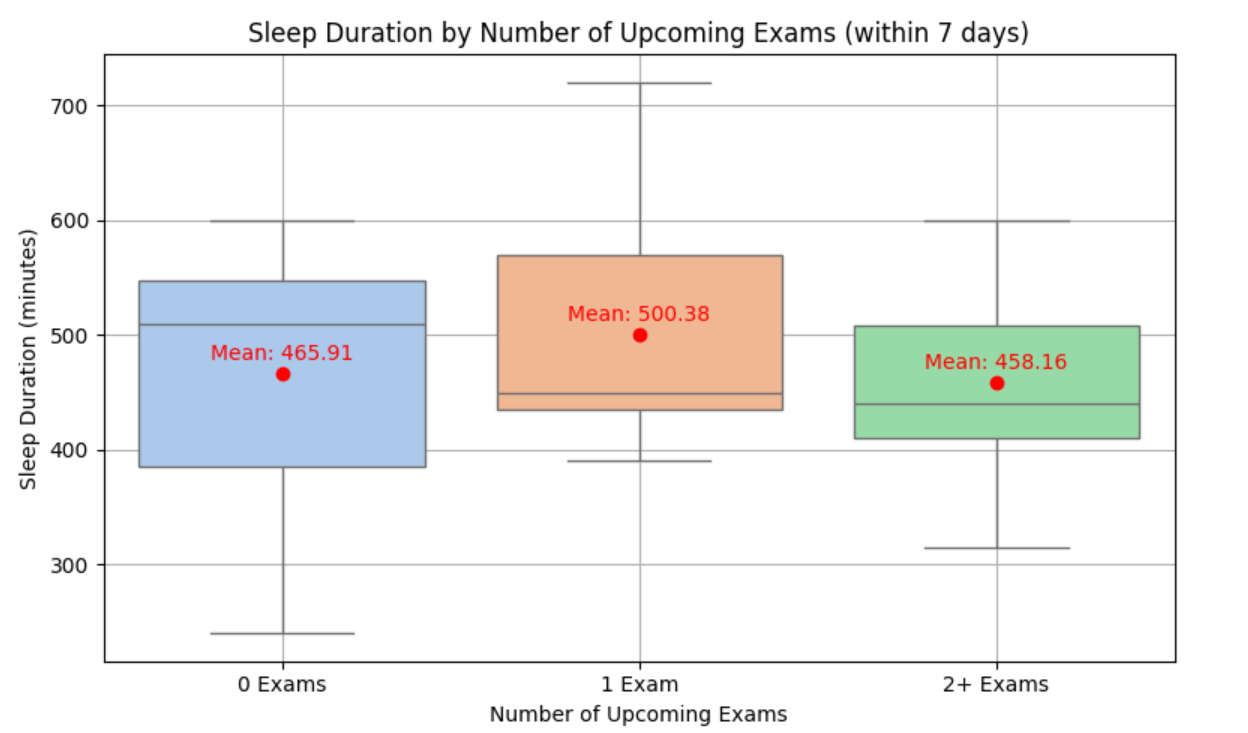 Sleep Duration by Number of Upcoming Exams (within 7 days)
Sleep Duration (minutes)
700
600
500
400
300
Mean: 465.91
Mean: 500.38
Mean: 458.16
0 Exams
1 Exam
2+ Exams
Number of Upcoming Exams